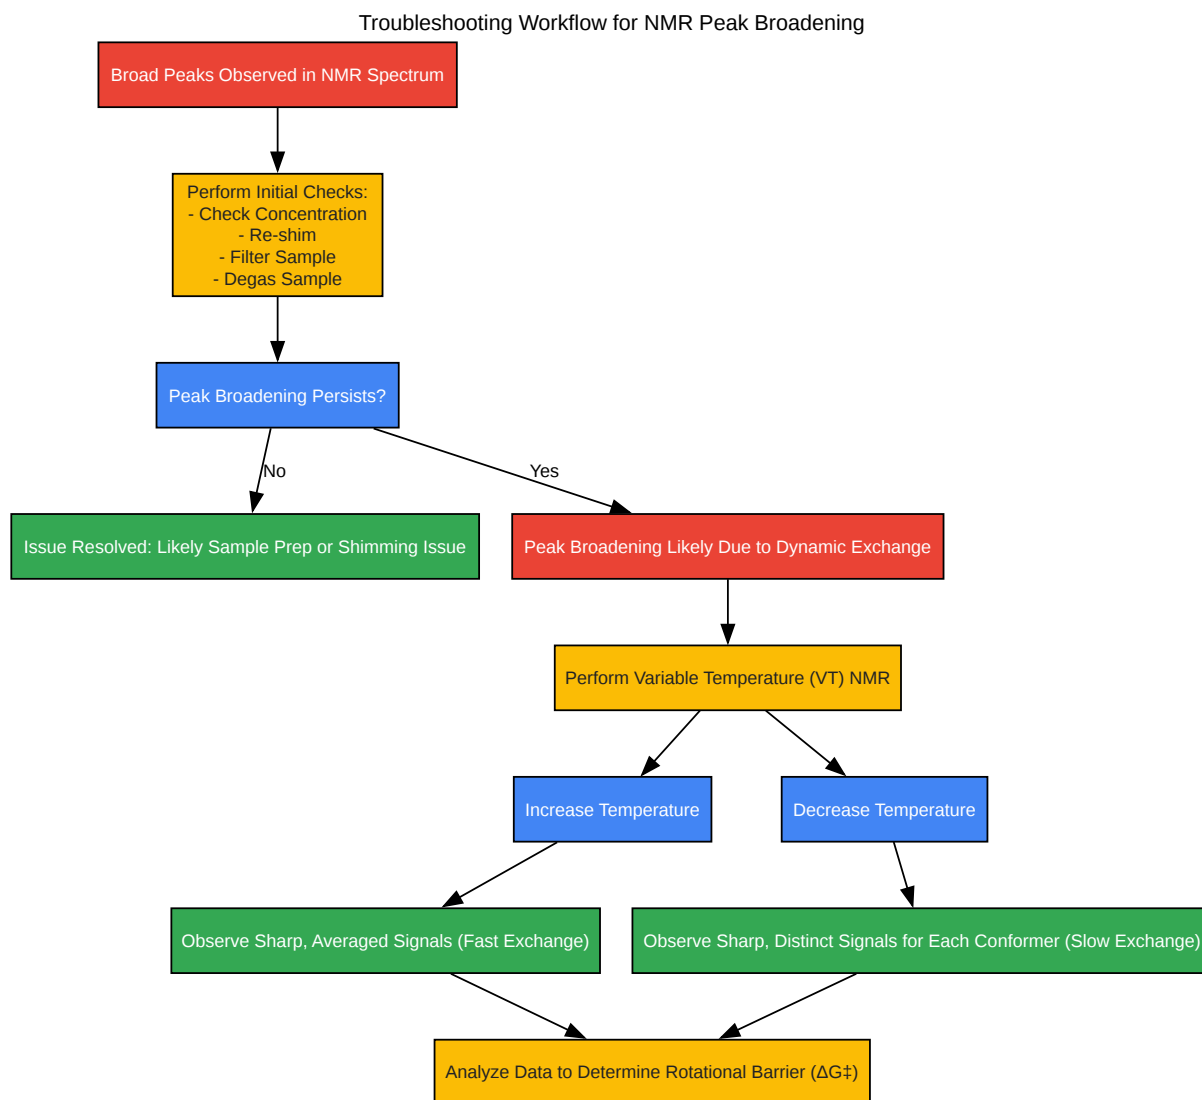 Troubleshooting Workflow for NMR Peak Broadening
Broad Peaks Observed in NMR Spectrum
Perform Initial Checks:
- Check Concentration
- Re-shim
- Filter Sample
- Degas Sample
Peak Broadening Persists?
No
Yes
Issue Resolved: Likely Sample Prep or Shimming Issue
Peak Broadening Likely Due to Dynamic Exchange
Perform Variable Temperature (VT) NMR
Increase Temperature
Decrease Temperature
Observe Sharp, Averaged Signals (Fast Exchange)
Observe Sharp, Distinct Signals for Each Conformer (Slow Exchange)
Analyze Data to Determine Rotational Barrier (ΔG‡)